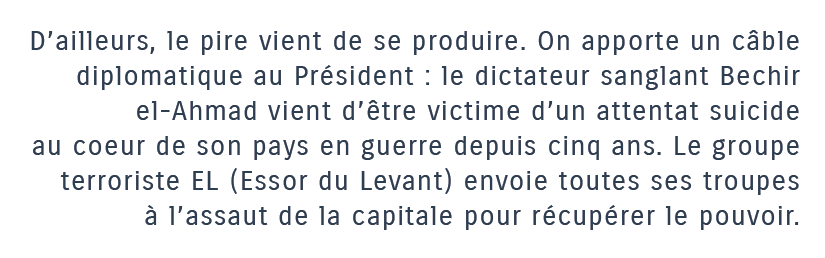 D’ailleurs, le pire vient de se produire. On apporte un câble
diplomatique au Président : le dictateur sanglant Bechir
el-Ahmad vient d’être victime d’un attentat suicide
au coeur de son pays en guerre depuis cinq ans. Le groupe
terroriste EL (Essor du Levant) envoie toutes ses troupes
à l’assaut de la capitale pour récupérer le pouvoir.